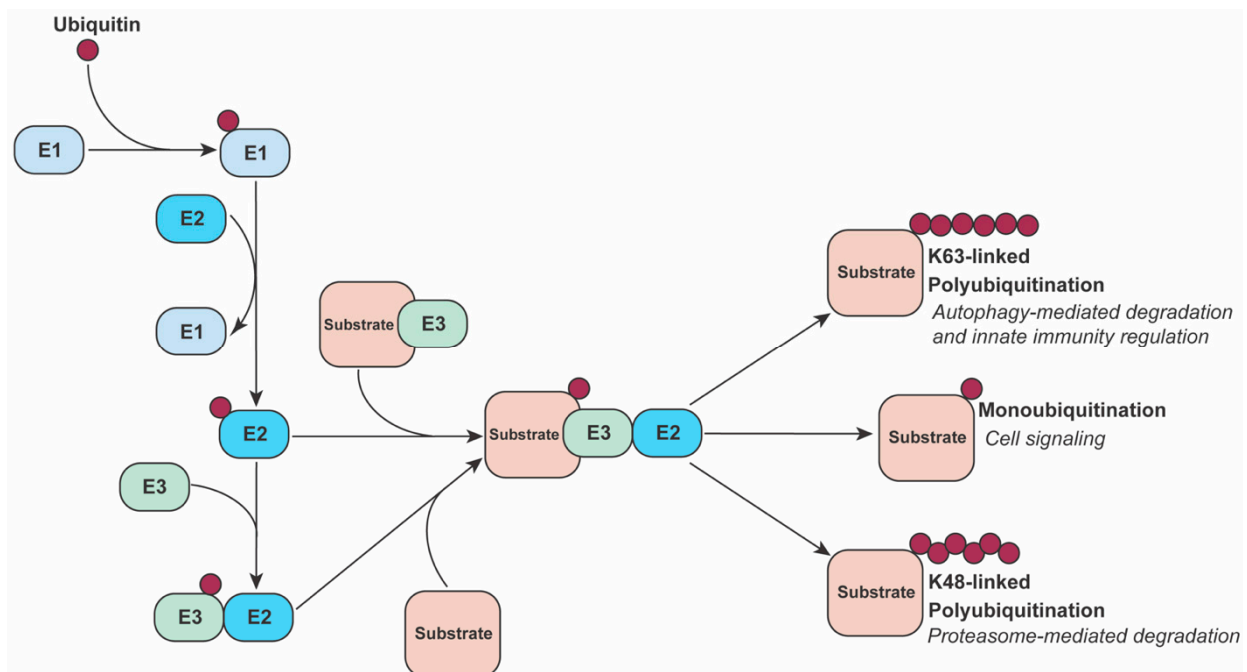 Ubiquitin
E1
E1
E2
E1
Substrate
E3
E2
Substrate
E3
E2
E3
E3
E2
Substrate
Substrate
K63-linked
Polyubiquitination
Autophagy-mediated degradation
and innate immunity regulation
Substrate
Monoubiquitination
Cell signaling
Substrate
K48-linked
Polyubiquitination
Proteasome-mediated degradation